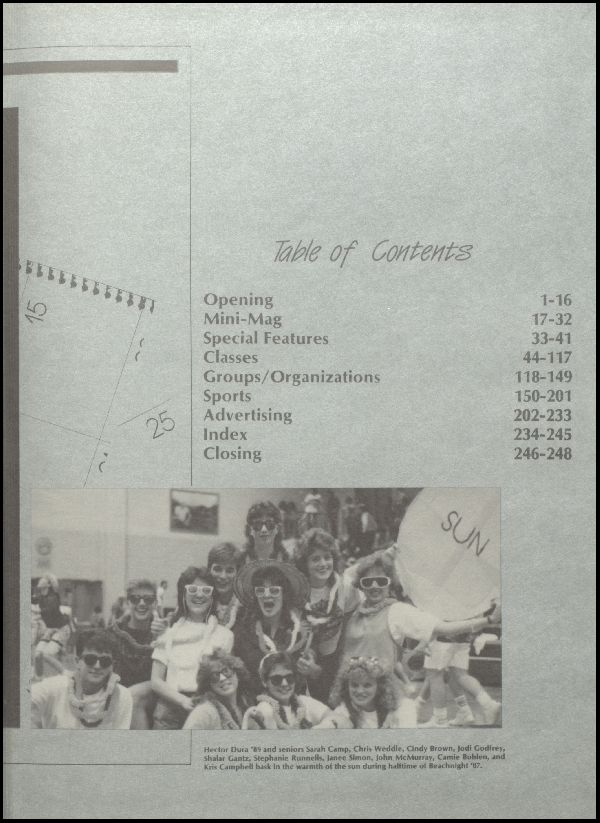 Table of Contents
Opening 1-16
Mini-Mag 17-32
Special Features 33-41
Classes 44-117
Groups/Organizations 118-149
Sports 150-201
Advertising 202-233
Index 234-245
Closing 246-248
15
25
SUN
Hector Dura '89 and seniors Sarah Camp, Chris Weddle, Cindy Brown, Jodi Godfrey,
Shalar Gantz, Stephanie Runnells, Janee Simon, John McMurray, Camie Bohlen, and
Kris Campbell bask in the warmth of the sun during halftime of Beachnight '87.